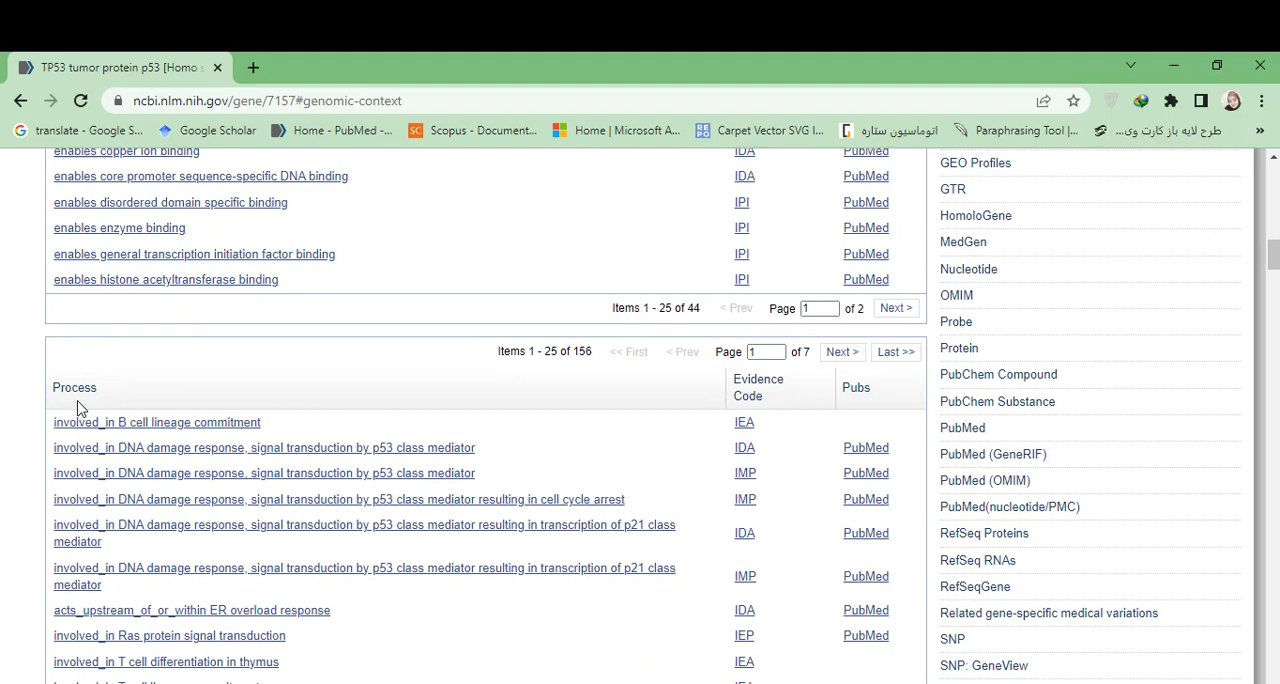 TP53 tumor protein p53 [Homo s
ncbi.nlm.nih.gov/gene/7157#genomic-context
translate - Google S...
Google Scholar
Home - PubMed -...
SC
Scopus - Document...
Home | Microsoft A...
REPO
Carpet Vector SVG I...
اتوماسیون ستاره
Paraphrasing Tool |...
طرح لایه باز کارت وی...
»
enables copper ion binding IDA PubMed
enables core promoter sequence-specific DNA binding IDA PubMed
enables disordered domain specific binding IPI PubMed
enables enzyme binding IPI PubMed
enables general transcription initiation factor binding IPI PubMed
enables histone acetyltransferase binding IPI PubMed
Items 1 - 25 of 44 < Prev Page 1 of 2 Next >
Items 1 - 25 of 156 << First < Prev Page 1 of 7 Next > Last >>
Process Evidence Code Pubs
involved_in B cell lineage commitment IEA
involved_in DNA damage response, signal transduction by p53 class mediator IDA PubMed
involved_in DNA damage response, signal transduction by p53 class mediator IMP PubMed
involved_in DNA damage response, signal transduction by p53 class mediator resulting in cell cycle arrest IMP PubMed
involved_in DNA damage response, signal transduction by p53 class mediator resulting in transcription of p21 class
mediator IDA PubMed
involved_in DNA damage response, signal transduction by p53 class mediator resulting in transcription of p21 class
mediator IMP PubMed
acts_upstream_of_or_within ER overload response IDA PubMed
involved_in Ras protein signal transduction IEP PubMed
involved_in T cell differentiation in thymus IEA
GEO Profiles
GTR
HomoloGene
MedGen
Nucleotide
OMIM
Probe
Protein
PubChem Compound
PubChem Substance
PubMed
PubMed (GeneRIF)
PubMed (OMIM)
PubMed(nucleotide/PMC)
RefSeq Proteins
RefSeq RNAs
RefSeqGene
Related gene-specific medical variations
SNP
SNP: GeneView